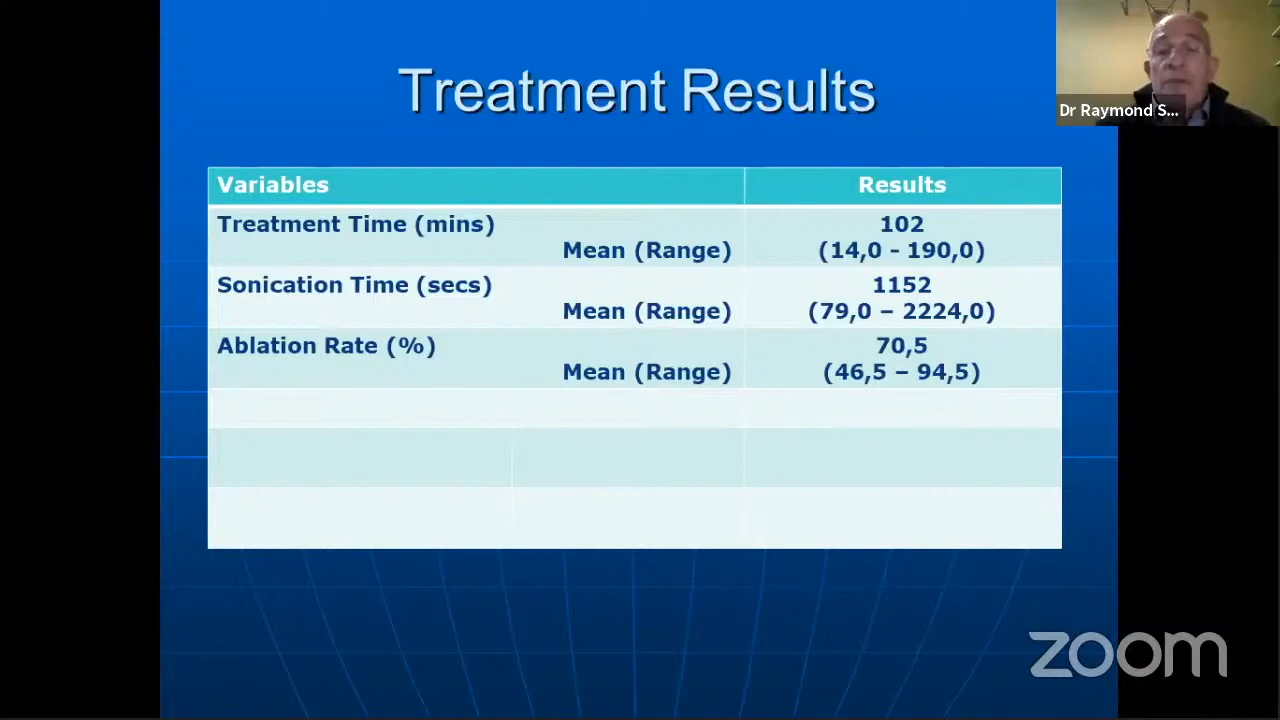 Treatment Results
Dr Raymond S...
Variables Results
Treatment Time (mins) 102
Mean (Range) (14,0 - 190,0)
Sonication Time (secs) 1152
Mean (Range) (79,0 – 2224,0)
Ablation Rate (%) 70,5
Mean (Range) (46,5 – 94,5)
zoom